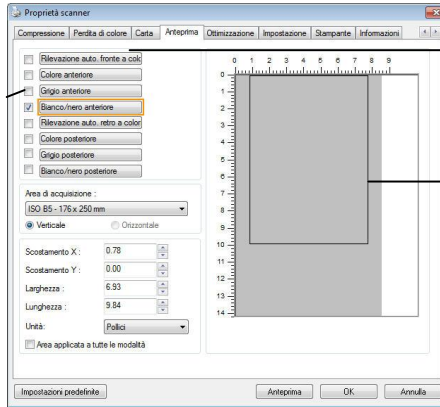 Proprietà scanner
Compressione Perdita di colore Carta Anteprima Ottimizzazione Impostazione Stampante Informazioni
Rilevazione auto. fronte a colo
Colore anteriore
Grigio anteriore
Bianco/nero anteriore
Rilevazione auto. retro a color
Colore posteriore
Grigio posteriore
Bianco/nero posteriore
Area di acquisizione :
ISO B5 - 176 x 250 mm
Verticale Orizzontale
Scostamento X : 0.78
Scostamento Y : 0.00
Larghezza : 6.93
Lunghezza : 9.84
Unità: Pollici
Area applicata a tutte le modalità
0 1 2 3 4 5 6 7 8 9
0
1
2
3
4
5
6
7
8
9
10
11
12
13
14
Impostazioni predefinite Anteprima OK Annulla